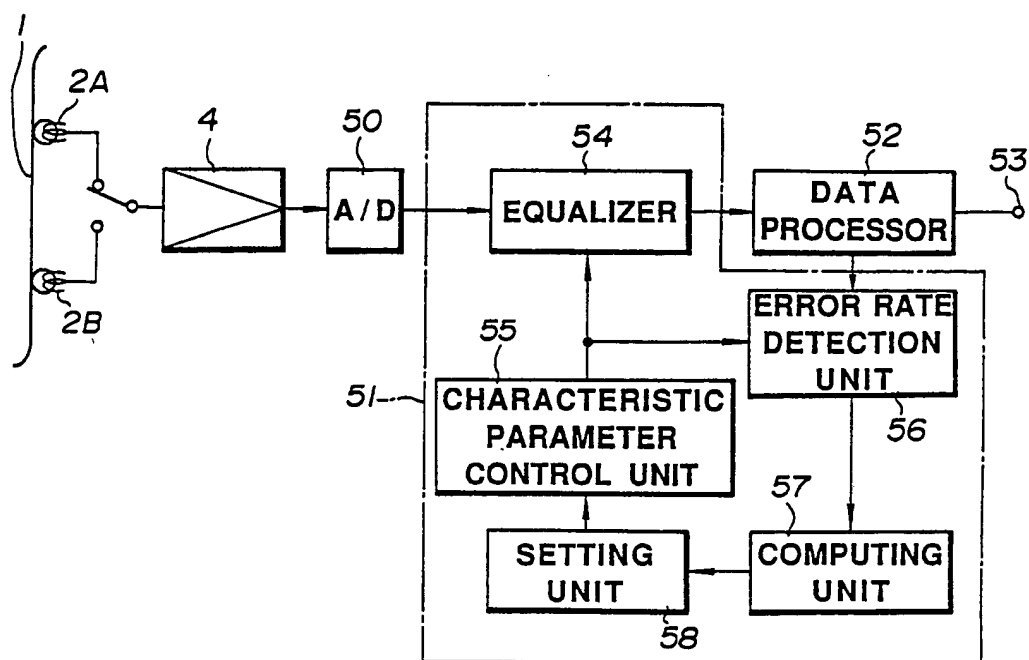 1
2A
2B
4
50
A/D
54
EQUALIZER
52
DATA
PROCESSOR
53
ERROR RATE
DETECTION
UNIT
56
55
51
CHARACTERISTIC
PARAMETER
CONTROL UNIT
57
COMPUTING
UNIT
SETTING
UNIT
58